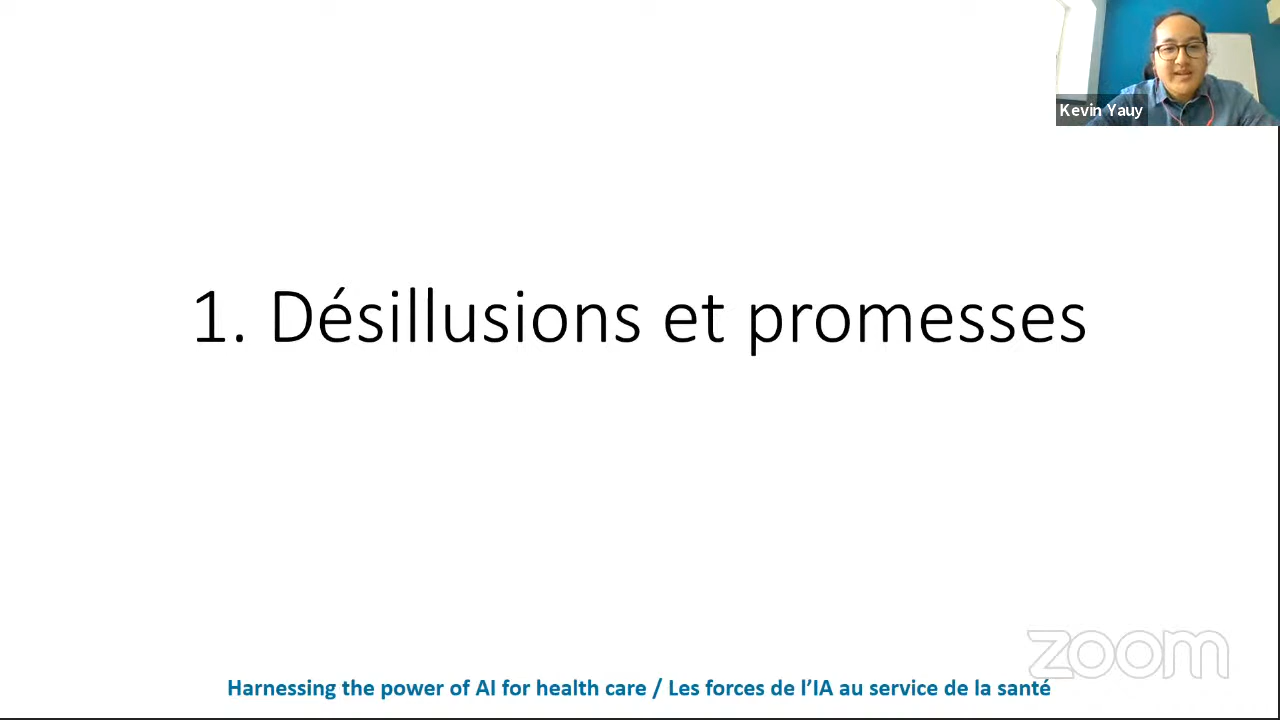 Kevin Yauy
1. Désillusions et promesses
zoom
Harnessing the power of AI for health care / Les forces de l’IA au service de la santé